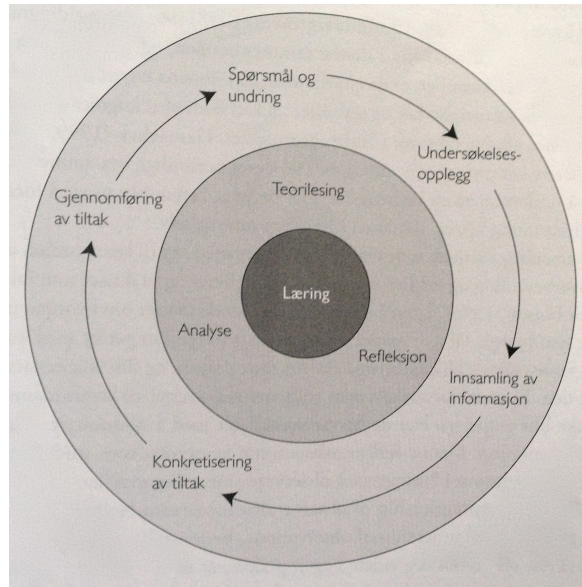 Spørsmål og
undring
Undersøkelses-
opplegg
Innsamling av
informasjon
Konkretisering
av tiltak
Gjennomføring
av tiltak
Teorilesing
Refleksjon
Analyse
Læring